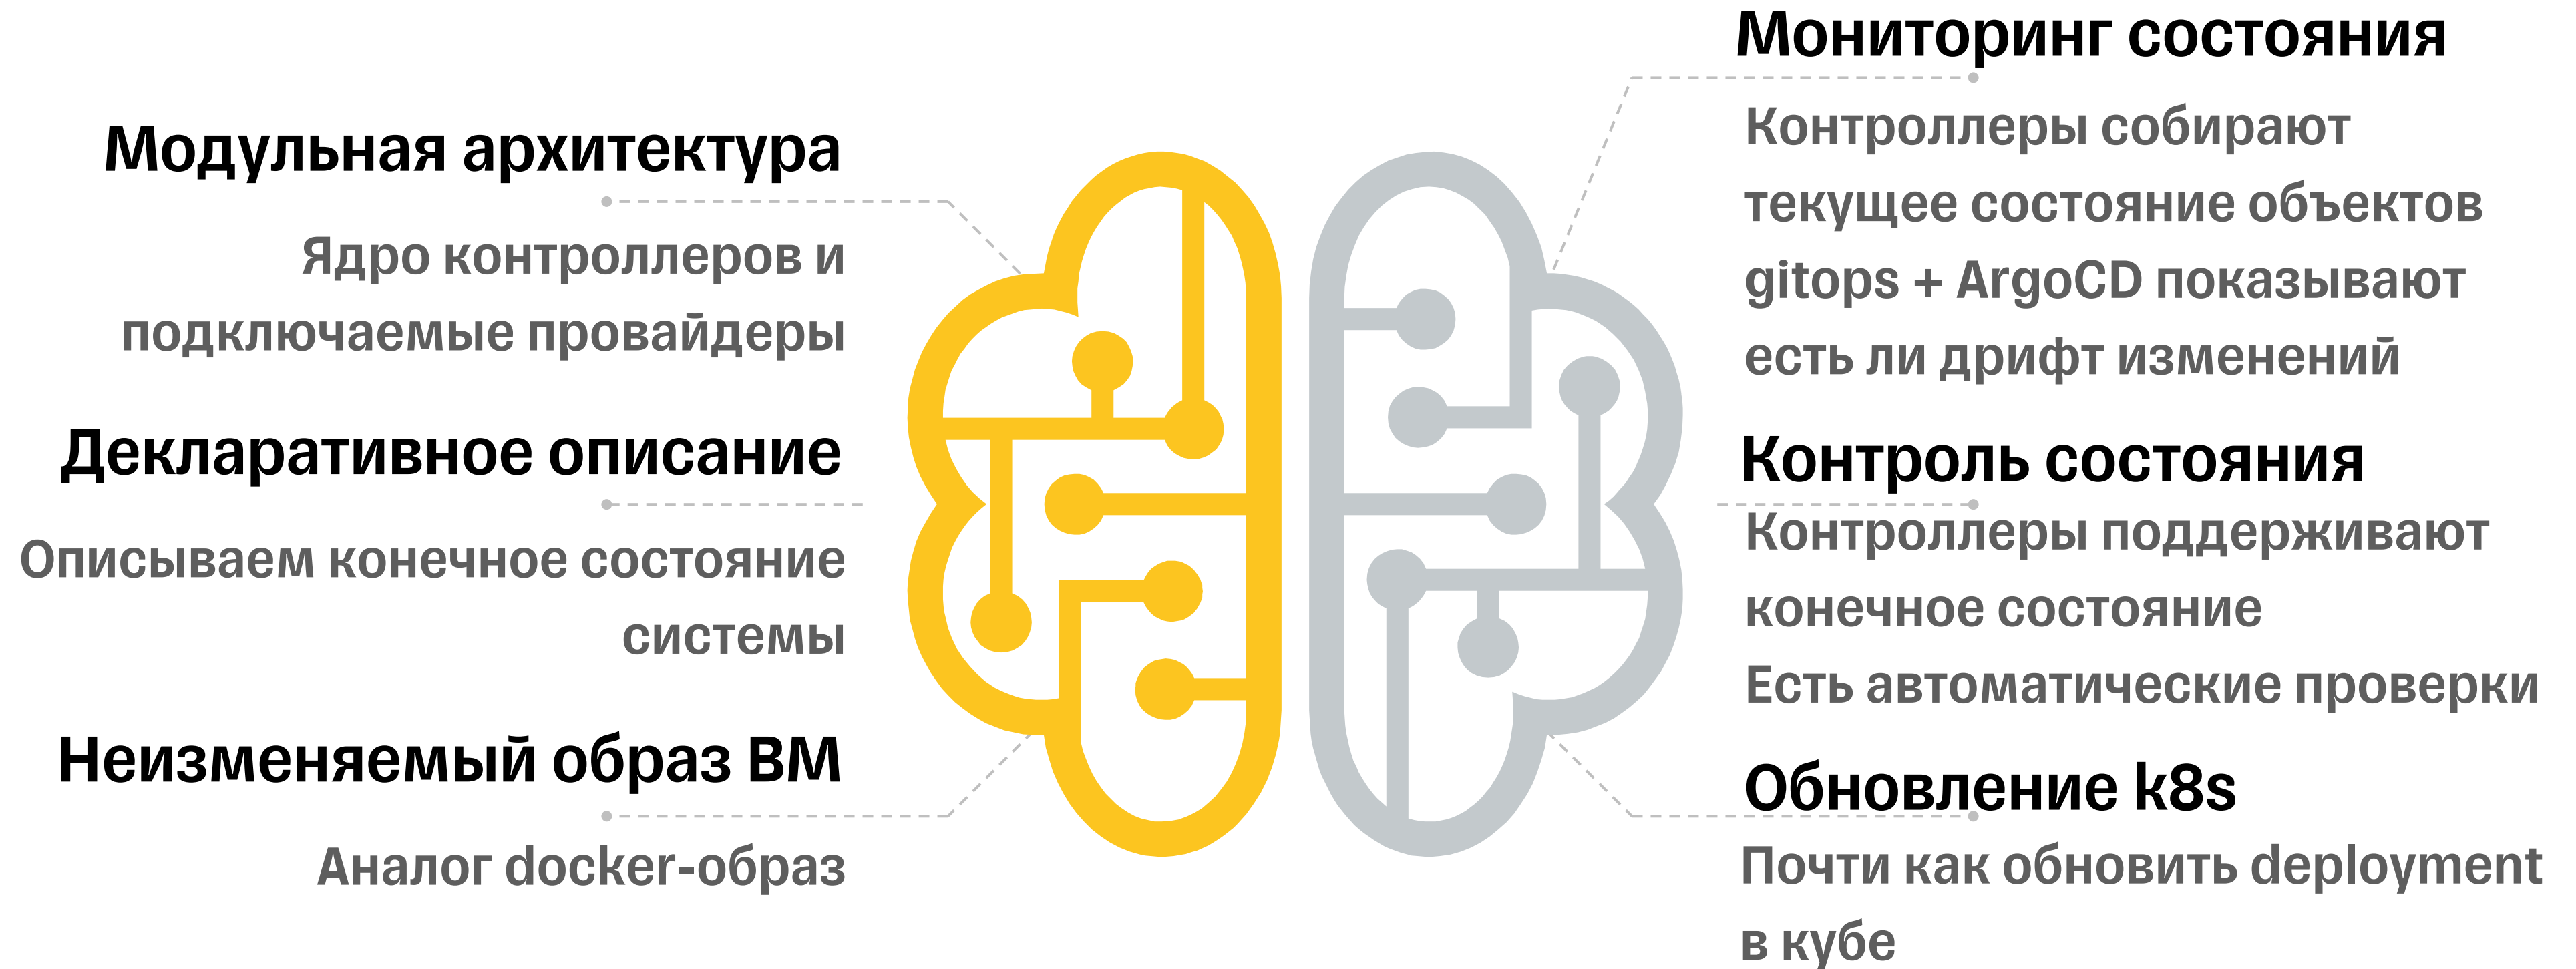 Модульная архитектура
Ядро контроллеров и
подключаемые провайдеры
Декларативное описание
Описываем конечное состояние
системы
Неизменяемый образ ВМ
Аналог docker-образ
Мониторинг состояния
Контроллеры собирают
текущее состояние объектов
gitops + ArgoCD показывают
есть ли дрифт изменений
Контроль состояния
Контроллеры поддерживают
конечное состояние
Есть автоматические проверки
Обновление k8s
Почти как обновить deployment
в кубе